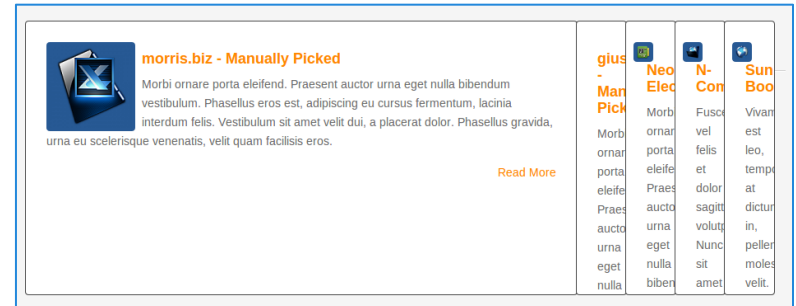 morris.biz - Manually Picked
Morbi ornare porta eleifend. Praesent auctor urna eget nulla bibendum
vestibulum. Phasellus eros est, adipiscing eu cursus fermentum, lacinia
interdum felis. Vestibulum sit amet velit dui, a placerat dolor. Phasellus gravida,
urna eu scelerisque venenatis, velit quam facilisis eros.
Read More
gius
-
Man
Pick
Morb
ornar
porta
eleife
Praes
aucto
urna
eget
nulla
Neo
Elec
Morb
ornar
porta
eleife
Praes
aucto
urna
eget
nulla
biben
N-
Com
Fusce
vel
felis
et
dolor
sagitt
volutp
Nunc
sit
amet
Sun
Boo
Vivam
est
leo,
tempo
at
dictum
in,
peller
moles
velit.